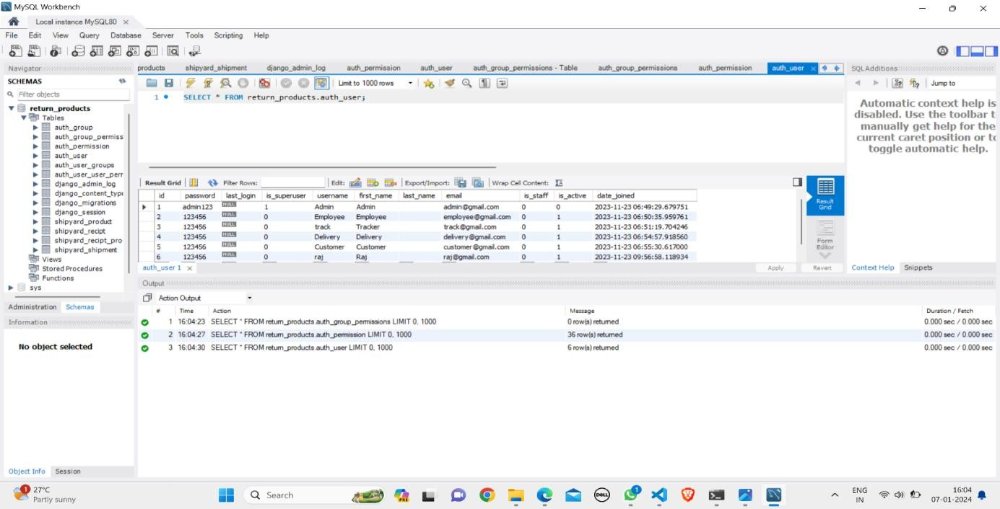 MySQL Workbench
Local instance MySQL80
File Edit View Query Database Server Tools Scripting Help
Navigator
SCHEMAS
Filter objects
return_products
Tables
auth_group
auth_group_permiss
auth_permission
auth_user
auth_user_groups
auth_user_user_perr
django_admin_log
django_content_type
django_migrations
django_session
shipyard_product
shipyard_recipt
shipyard_recipt_pro
shipyard_shipment
Views
Stored Procedures
Functions
sys
Administration Schemas
Information
No object selected
Object Info Session
products shipyard_shipment django_admin_log auth_permission auth_user auth_group_permissions - Table auth_group_permissions auth_permission auth_user
Limit to 1000 rows
1 SELECT * FROM return_products.auth_user;
Result Grid Filter Rows: Edit: Export/Import: Wrap Cell Content:
id password last_login is_superuser username first_name last_name email is_staff is_active date_joined
1 admin123 NULL 1 Admin Admin admin@gmail.com 0 0 2023-11-23 06:49:29.679751
2 123456 NULL 0 Employee Employee employee@gmail.com 0 1 2023-11-23 06:50:35.959761
3 123456 NULL 0 track Tracker track@gmail.com 0 1 2023-11-23 06:51:19.704246
4 123456 NULL 0 Delivery Delivery delivery@gmail.com 0 1 2023-11-23 06:54:57.918560
5 123456 NULL 0 Customer Customer customer@gmail.com 0 1 2023-11-23 06:55:30.617000
6 123456 NULL 0 raj Raj raj@gmail.com 0 1 2023-11-23 09:56:58.118934
Result Grid
Form Editor
auth_user 1 Apply Revert
SQLAdditions
Jump to
Automatic context help is
disabled. Use the toolbar t
manually get help for the
current caret position or to
toggle automatic help.
Context Help Snippets
Output
Action Output
# Time Action Message Duration / Fetch
1 16:04:23 SELECT * FROM return_products.auth_group_permissions LIMIT 0, 1000 0 row(s) returned 0.000 sec / 0.000 sec
2 16:04:27 SELECT * FROM return_products.auth_permission LIMIT 0, 1000 36 row(s) returned 0.000 sec / 0.000 sec
3 16:04:30 SELECT * FROM return_products.auth_user LIMIT 0, 1000 6 row(s) returned 0.000 sec / 0.000 sec
1
27°C
Partly sunny
Search
PRE
DELL
1
ENG
IN
16:04
07-01-2024